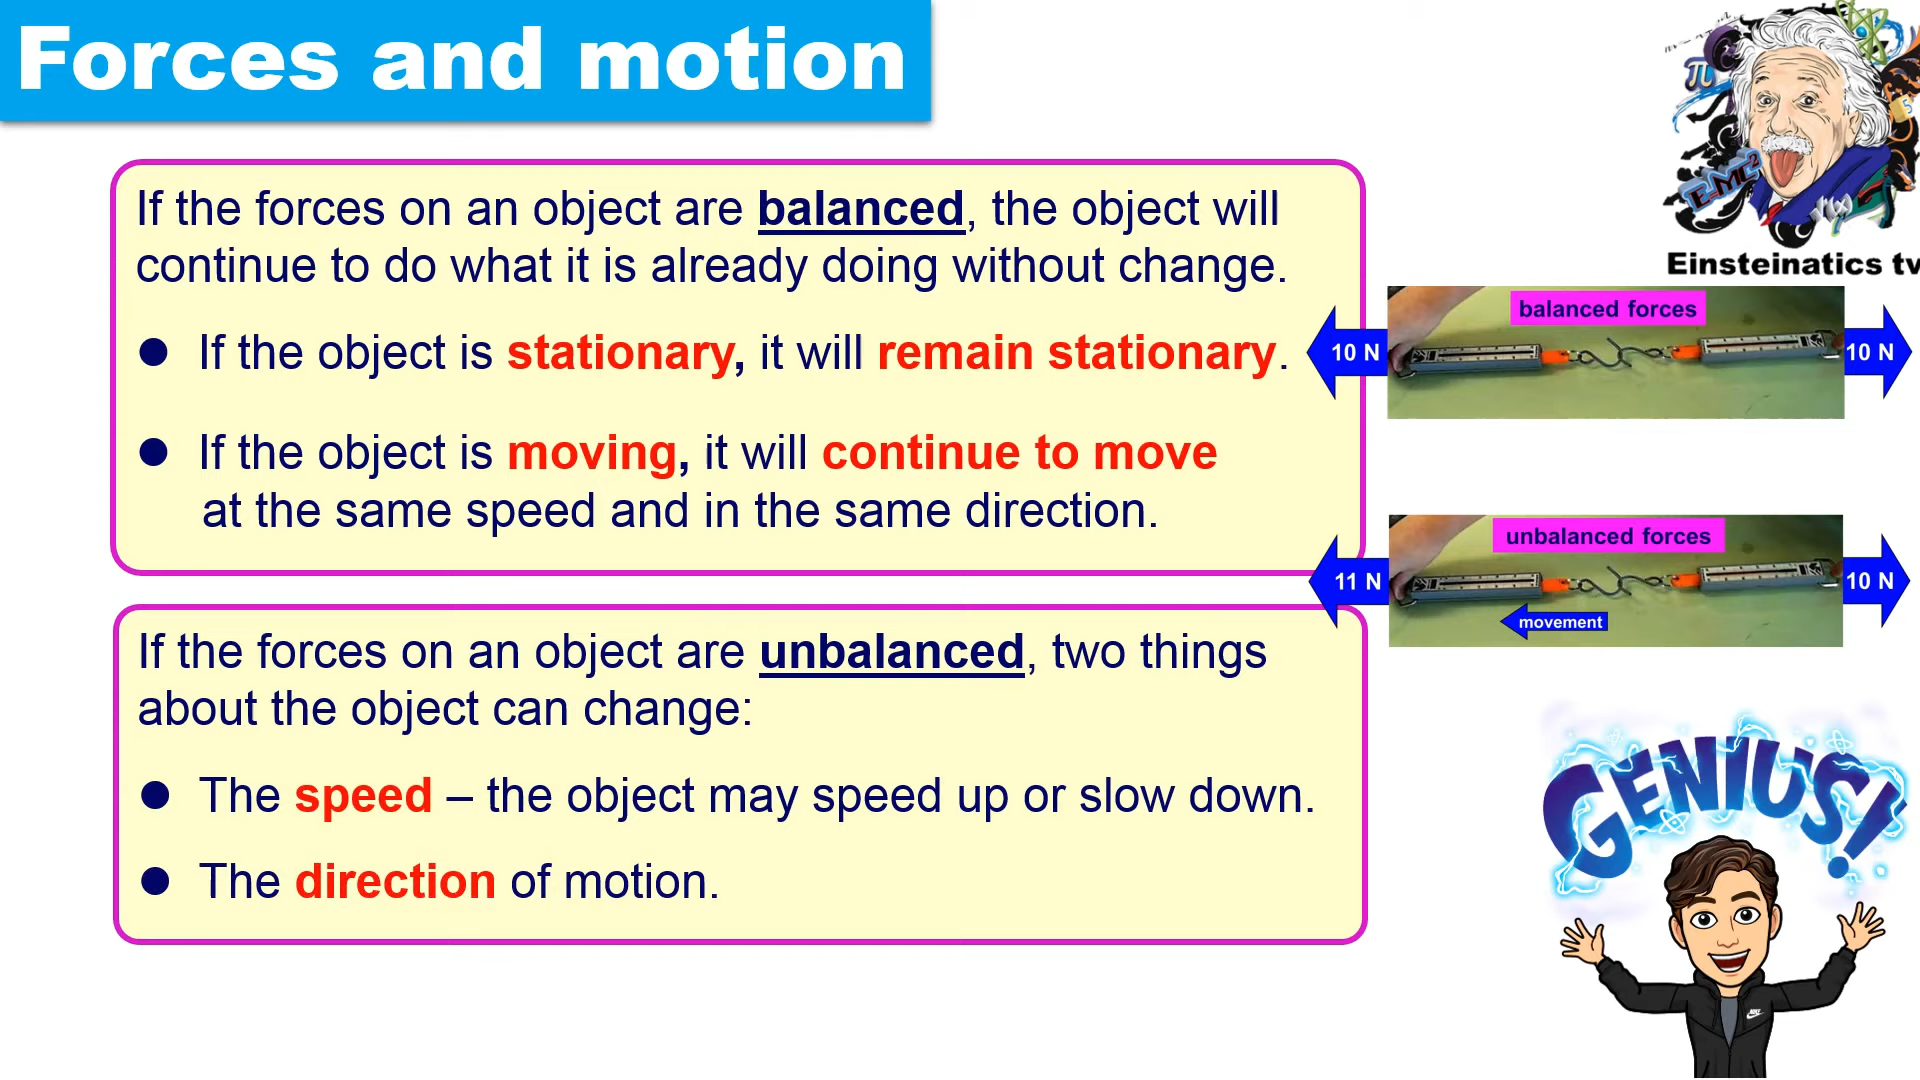 Forces and motion
If the forces on an object are balanced, the object will
continue to do what it is already doing without change.
● If the object is stationary, it will remain stationary.
● If the object is moving, it will continue to move
at the same speed and in the same direction.
If the forces on an object are unbalanced, two things
about the object can change:
● The speed – the object may speed up or slow down.
● The direction of motion.
π
5
E=MC²
f(x)
Einsteinatics tv
balanced forces
10 N
10 N
unbalanced forces
11 N
10 N
movement
GENIUS!